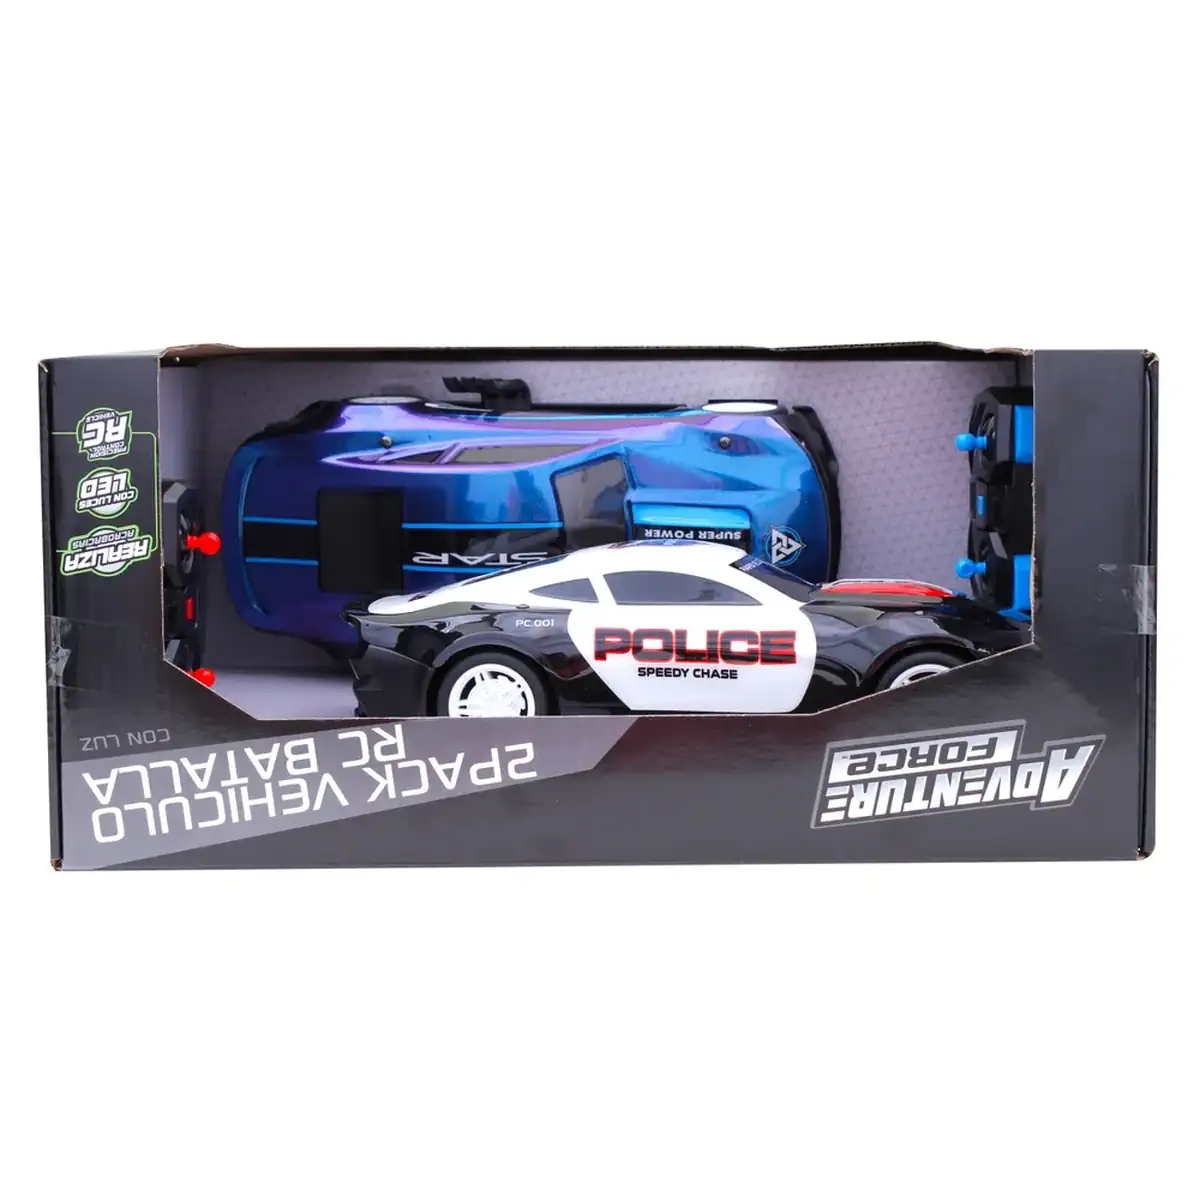 RC
PRECISION
CONTROL
VEHICLE
CON LUCES
LED
REALIZA
ACROBACIAS
STAR
SUPER POWER
PC.001
POLICE
SPEEDY CHASE
2PACK VEHICULO
RC BATALLA
CON LUZ
ADVENTURE
FORCE